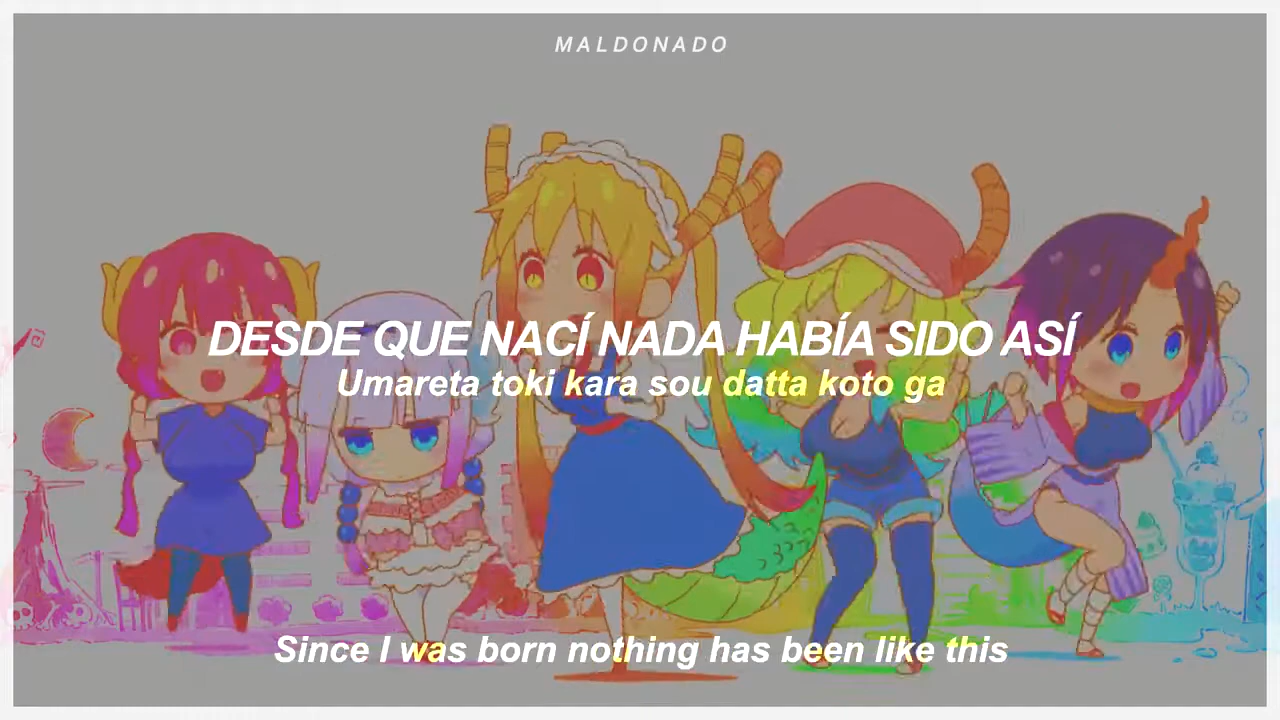 MALDONADO
DESDE QUE NACÍ NADA HABÍA SIDO ASÍ
Umareta toki kara sou datta koto ga
Since I was born nothing has been like this